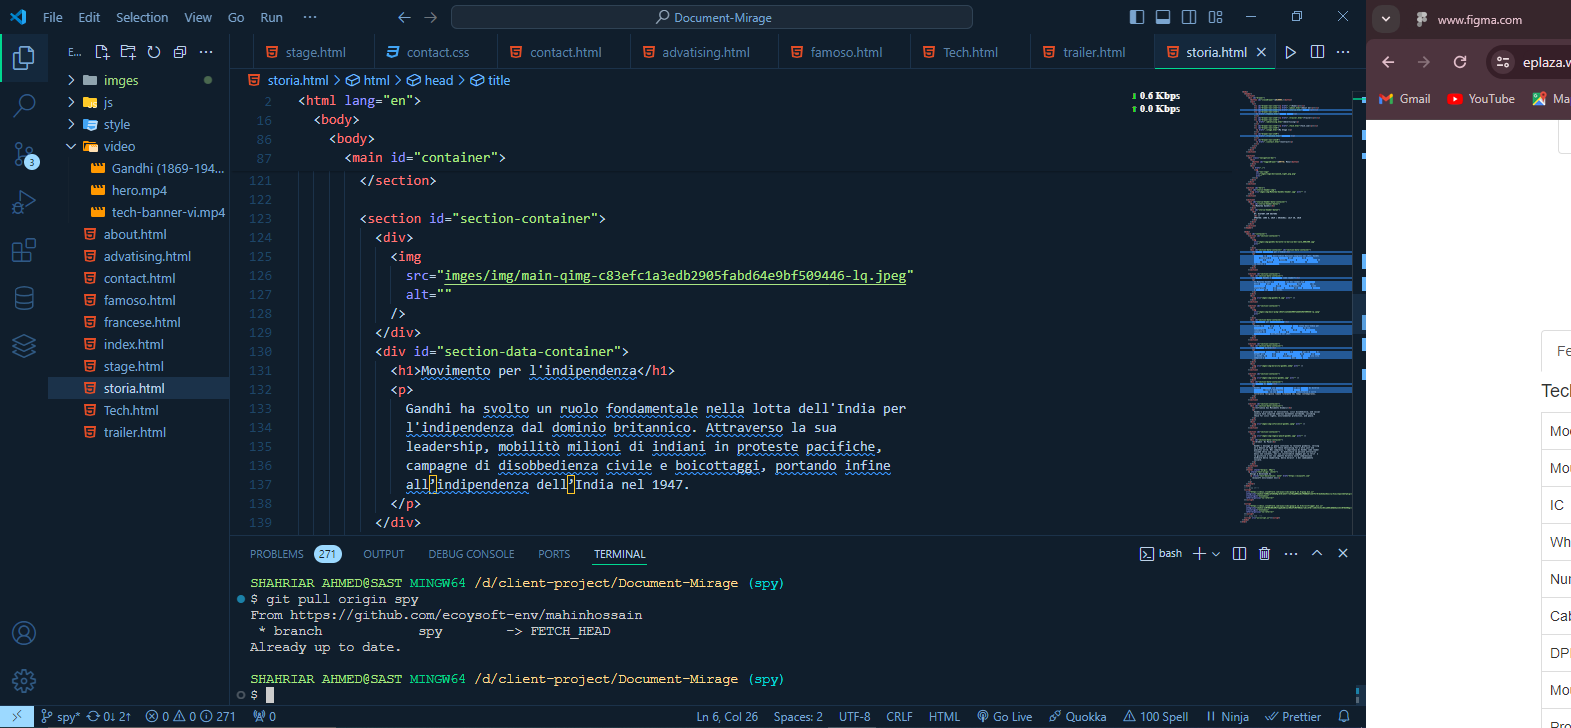 File Edit Selection View Go Run ···
Document-Mirage
www.figma.com
E...
stage.html contact.css contact.html advatising.html famoso.html Tech.html trailer.html storia.html
eplaza.w
Gmail YouTube Ma
storia.html > html > head > title
imges
js
style
video
Gandhi (1869-194...
hero.mp4
tech-banner-vi.mp4
about.html
advatising.html
contact.html
famoso.html
francese.html
index.html
stage.html
storia.html
Tech.html
trailer.html
3
0.6 Kbps
0.0 Kbps
2 <html lang="en">
16 <body>
86 <body>
87 <main id="container">
121 </section>
122
123 <section id="section-container">
124 <div>
125 <img
126 src="imges/img/main-qimg-c83efc1a3edb2905fabd64e9bf509446-lq.jpeg"
127 alt=""
128 />
129 </div>
130 <div id="section-data-container">
131 <h1>Movimento per l'indipendenza</h1>
132 <p>
133 Gandhi ha svolto un ruolo fondamentale nella lotta dell'India per
134 l'indipendenza dal dominio britannico. Attraverso la sua
135 leadership, mobilitò milioni di indiani in proteste pacifiche,
136 campagne di disobbedienza civile e boicottaggi, portando infine
137 all’indipendenza dell’India nel 1947.
138 </p>
139 </div>
PROBLEMS 271 OUTPUT DEBUG CONSOLE PORTS TERMINAL
bash
SHAHRIAR AHMED@SAST MINGW64 /d/client-project/Document-Mirage (spy)
$ git pull origin spy
From https://github.com/ecoysoft-env/mahinhossain
* branch spy -> FETCH_HEAD
Already up to date.
SHAHRIAR AHMED@SAST MINGW64 /d/client-project/Document-Mirage (spy)
$
spy* 0↓ 2↑ 0 0 271 0
Ln 6, Col 26 Spaces: 2 UTF-8 CRLF HTML Go Live Quokka 100 Spell Ninja Prettier
Fe
Tech
Mod
Mou
IC
Wh
Num
Cab
DPI
Mou
Pro